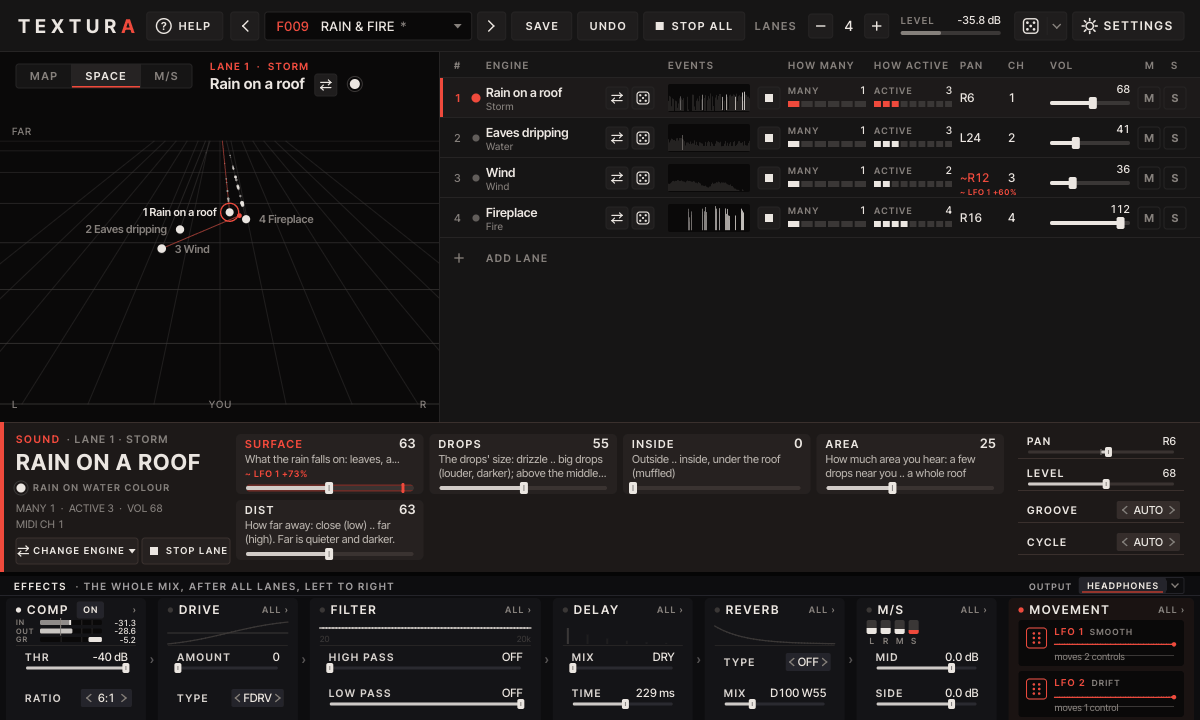 TEXTURA
HELP
F009 RAIN & FIRE *
SAVE
UNDO
STOP ALL
LANES
4
LEVEL -35.8 dB
SETTINGS
MAP
SPACE
M/S
LANE 1 · STORM
Rain on a roof
FAR
1 Rain on a roof
4 Fireplace
2 Eaves dripping
3 Wind
L
YOU
R
# ENGINE EVENTS HOW MANY HOW ACTIVE PAN CH VOL M S
1 Rain on a roof MANY 1 ACTIVE 3 R6 1 68 M S
Storm
2 Eaves dripping MANY 1 ACTIVE 3 L24 2 41 M S
Water
3 Wind MANY 1 ACTIVE 2 ~R12 3 36 M S
Wind ~ LFO 1 +60%
4 Fireplace MANY 1 ACTIVE 4 R16 4 112 M S
Fire
+ ADD LANE
SOUND · LANE 1 · STORM
RAIN ON A ROOF
RAIN ON WATER COLOUR
MANY 1 · ACTIVE 3 · VOL 68
MIDI CH 1
CHANGE ENGINE
STOP LANE
SURFACE 63
What the rain falls on: leaves, a...
~ LFO 1 +73%
DROPS 55
The drops' size: drizzle .. big drops
(louder, darker); above the middle...
INSIDE 0
Outside .. inside, under the roof
(muffled)
AREA 25
How much area you hear: a few
drops near you .. a whole roof
DIST 63
How far away: close (low) .. far
(high). Far is quieter and darker.
PAN R6
LEVEL 68
GROOVE < AUTO >
CYCLE < AUTO >
EFFECTS · THE WHOLE MIX, AFTER ALL LANES, LEFT TO RIGHT
OUTPUT HEADPHONES
COMP ON ›
IN -31.3
OUT -28.6
GR -5.2
THR -40 dB
RATIO < 6:1 >
DRIVE ALL ›
AMOUNT 0
TYPE < FDRV >
FILTER ALL ›
20 20k
HIGH PASS OFF
LOW PASS OFF
DELAY ALL ›
MIX DRY
TIME 229 ms
REVERB ALL ›
TYPE < OFF >
MIX D100 W55
M/S ALL ›
L R M S
MID 0.0 dB
SIDE 0.0 dB
MOVEMENT ALL ›
LFO 1 SMOOTH
moves 2 controls
LFO 2 DRIFT
moves 1 control